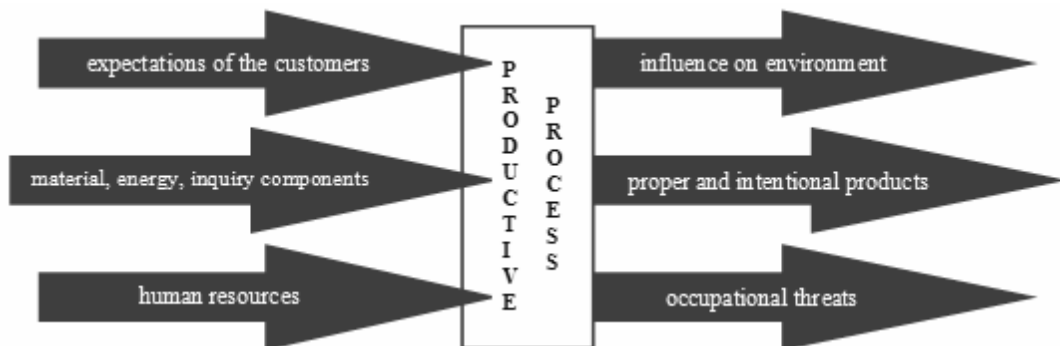 expectations of the customers
material, energy, inquiry components
human resources
PRODUCTIVE
PROCESS
influence on environment
proper and intentional products
occupational threats